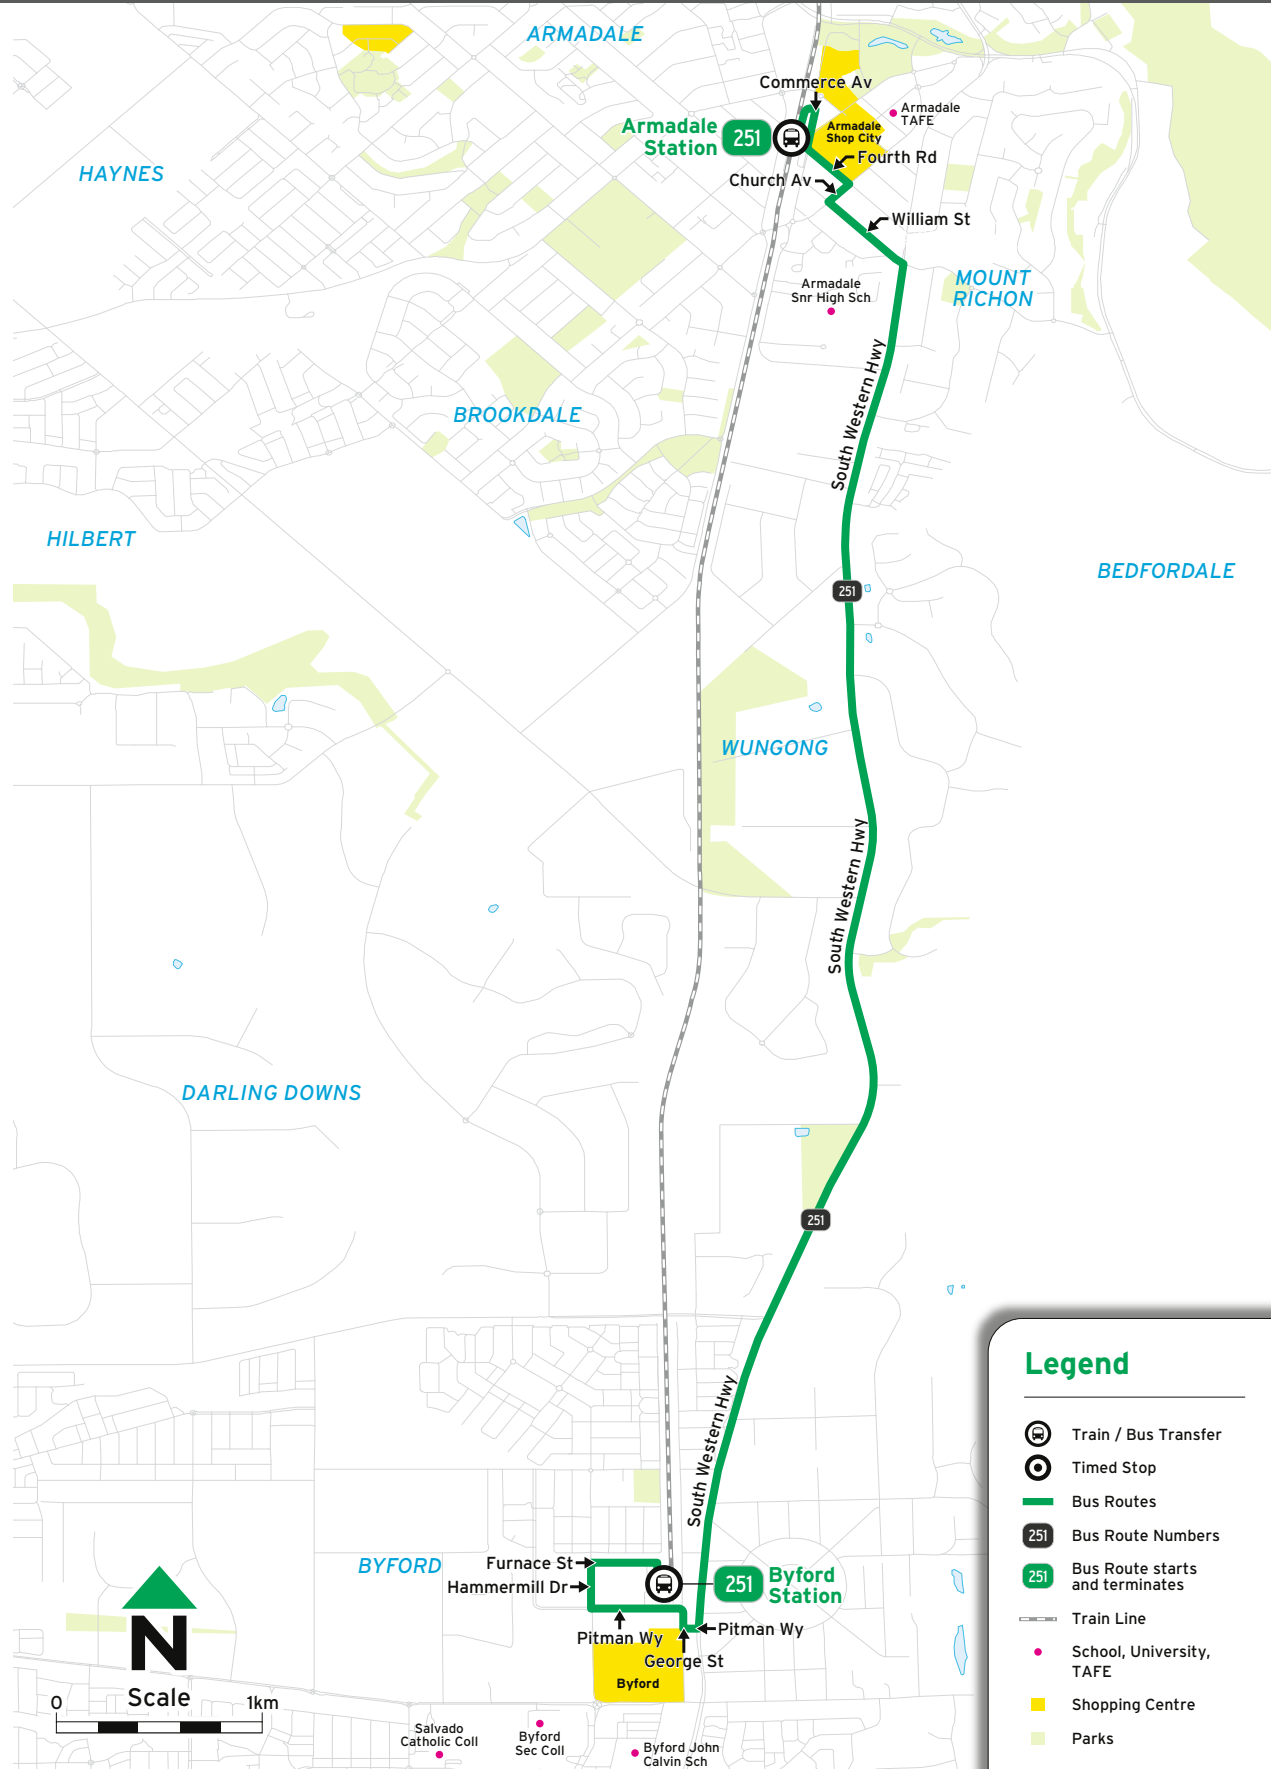 ARMADALE
Commerce Av
Armadale
TAFE
Armadale
Station
251
Armadale
Shop City
Fourth Rd
HAYNES
Church Av
William St
MOUNT
RICHON
Armadale
Snr High Sch
South Western Hwy
BROOKDALE
HILBERT
BEDFORDALE
251
WUNGONG
South Western Hwy
DARLING DOWNS
251
South Western Hwy
BYFORD
Furnace St
Hammermill Dr
251
Byford
Station
Pitman Wy
Pitman Wy
George St
Byford
N
Scale
0
1km
Salvado
Catholic Coll
Byford
Sec Coll
Byford John
Calvin Sch
Legend
Train / Bus Transfer
Timed Stop
Bus Routes
251
Bus Route Numbers
251
Bus Route starts
and terminates
Train Line
School, University,
TAFE
Shopping Centre
Parks